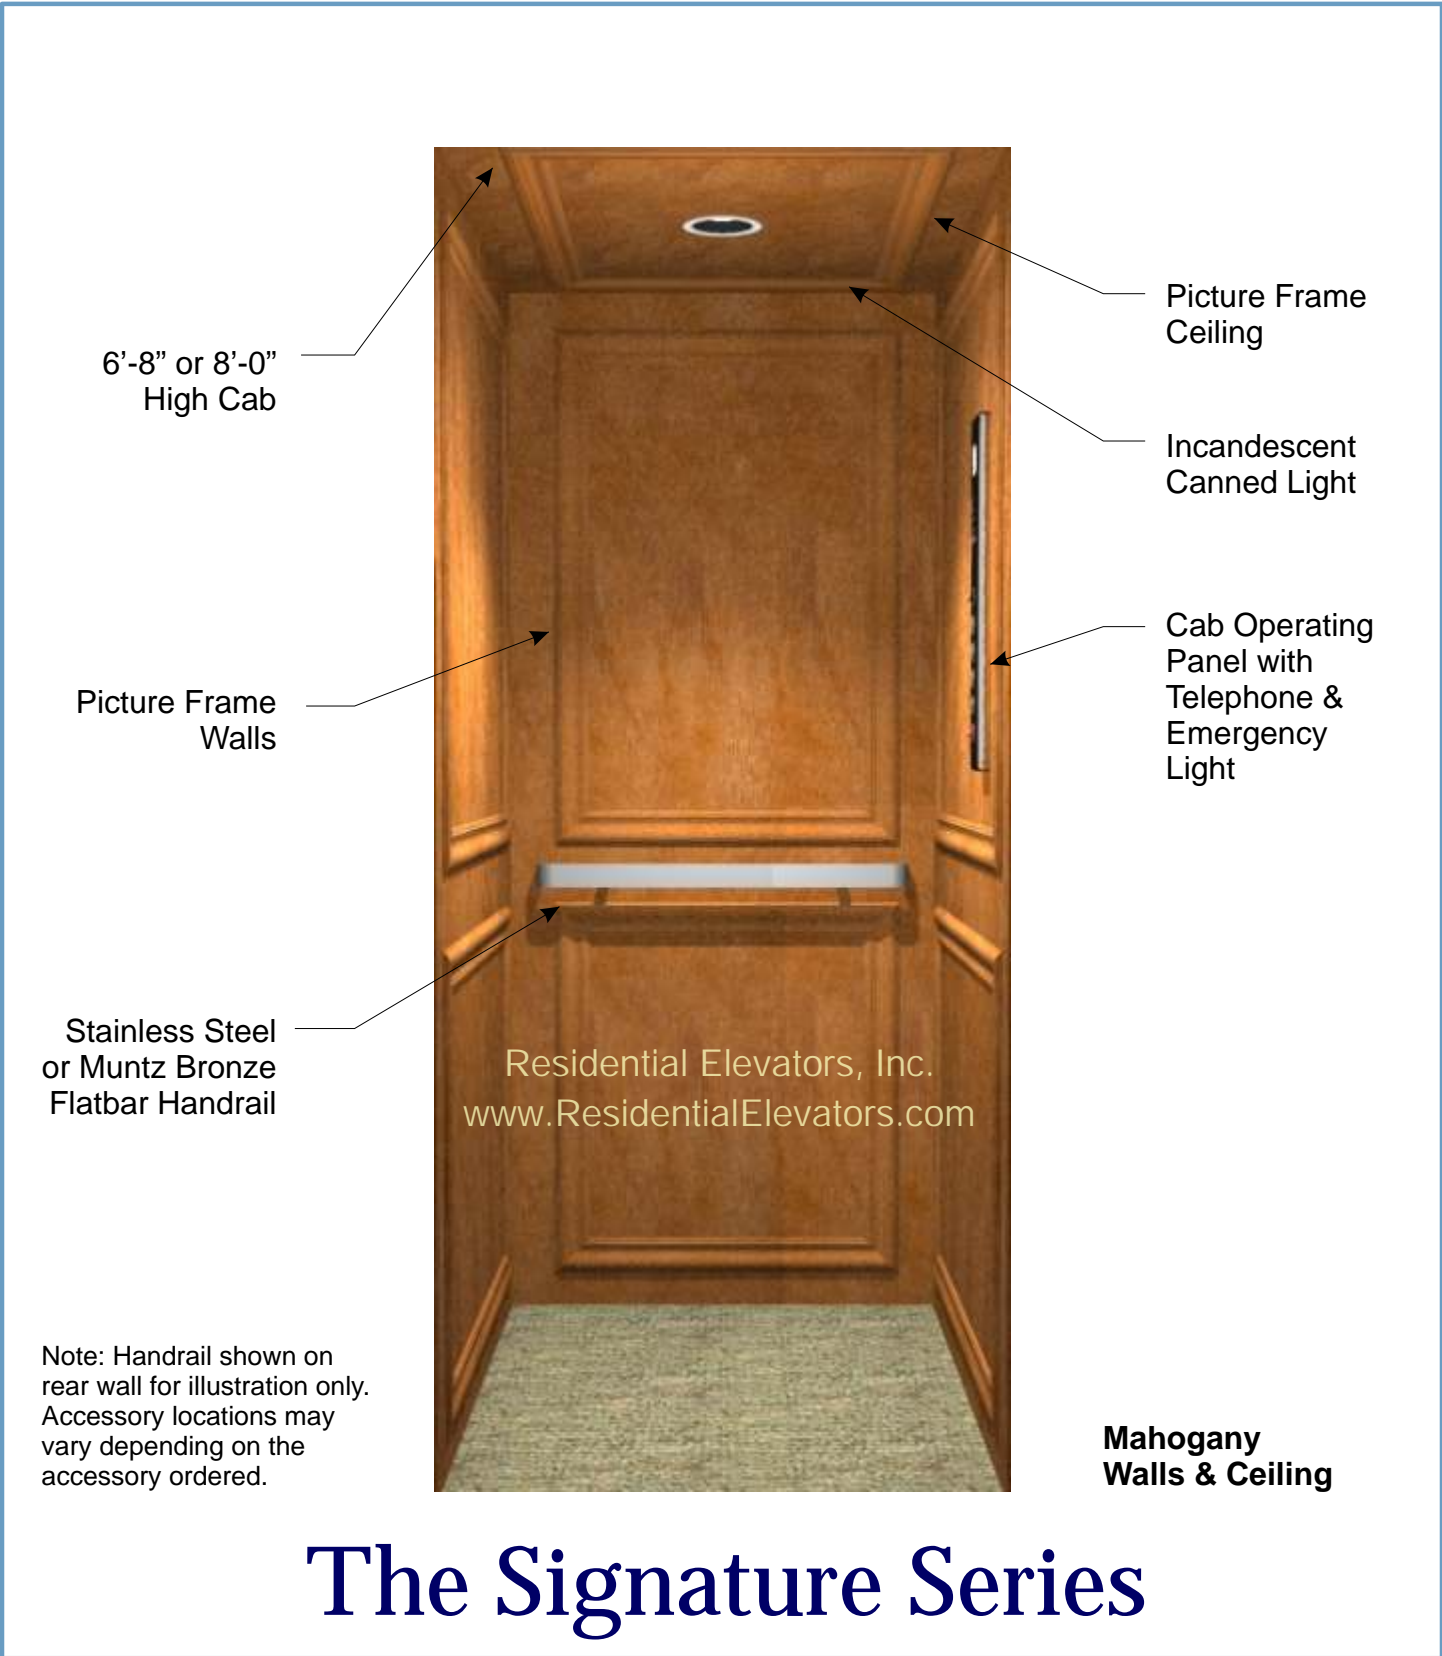 6’-8” or 8’-0”
High Cab
Picture Frame
Ceiling
Incandescent
Canned Light
Picture Frame
Walls
Cab Operating
Panel with
Telephone &
Emergency
Light
Stainless Steel
or Muntz Bronze
Flatbar Handrail
Residential Elevators, Inc.
www.ResidentialElevators.com
Note: Handrail shown on
rear wall for illustration only.
Accessory locations may
vary depending on the
accessory ordered.
Mahogany
Walls & Ceiling
The Signature Series